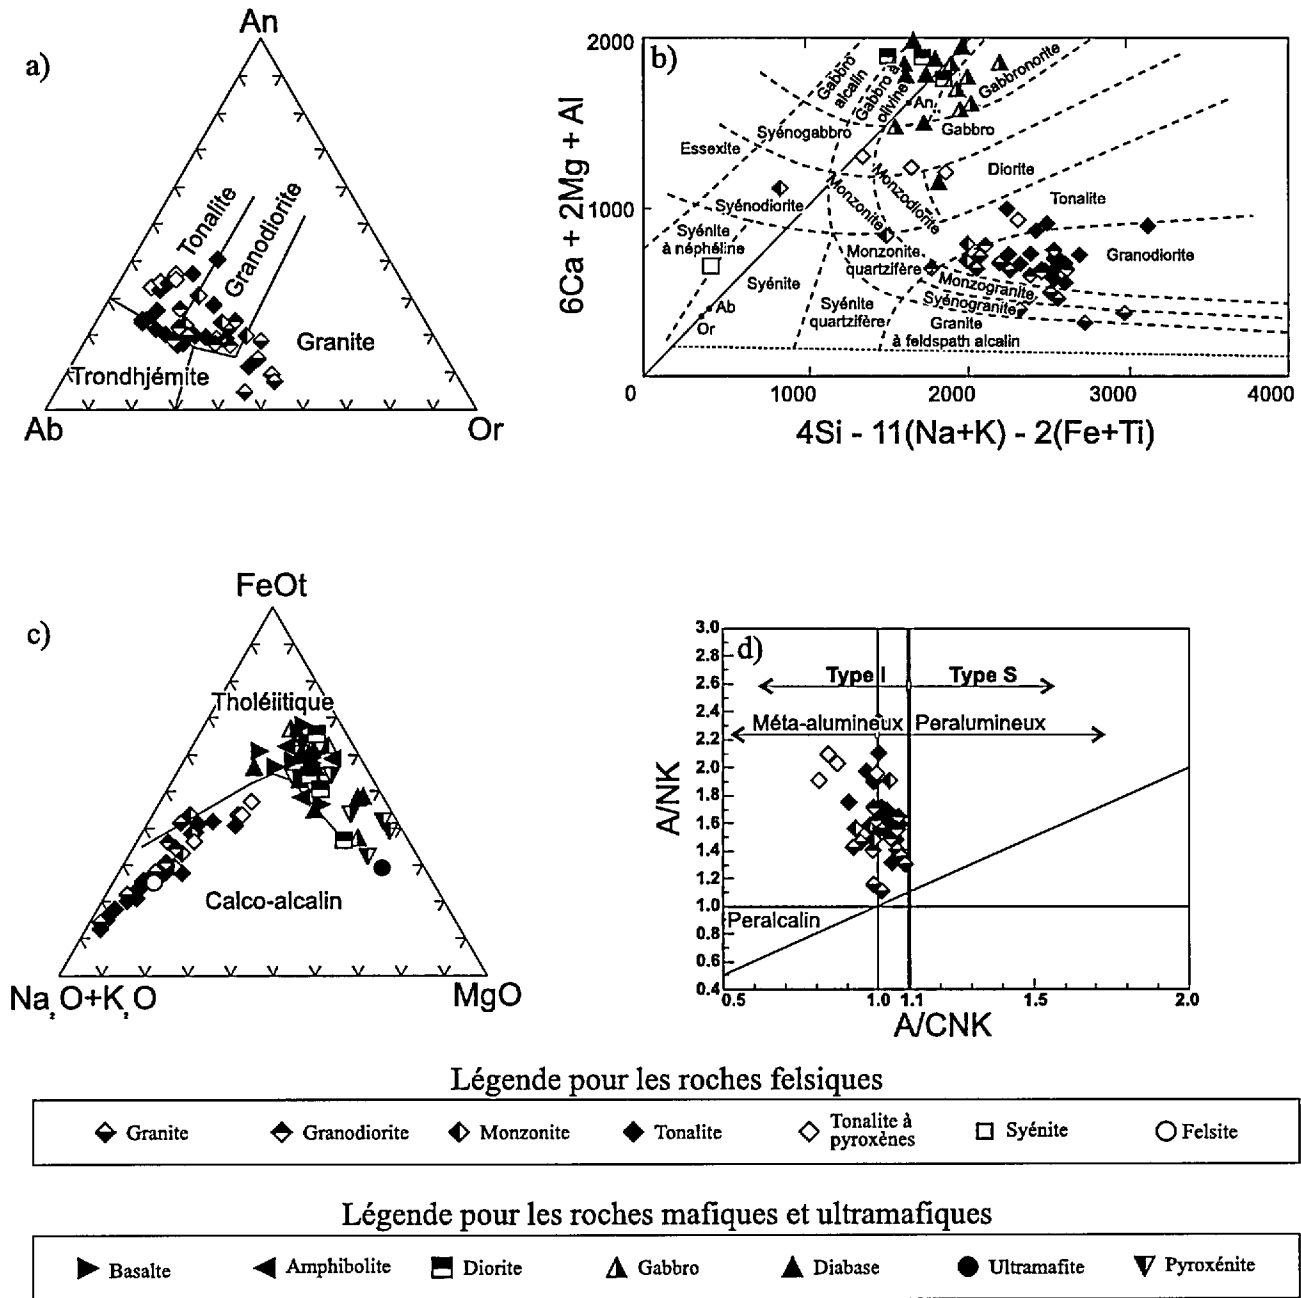 a)
An
Tonalite
Granodiorite
Granite
Trondhjémite
Ab
Or
b)
6Ca + 2Mg + Al
2000
1000
0
1000
2000
3000
4000
4Si - 11(Na+K) - 2(Fe+Ti)
Gabbro
alcalin
Gabbro à
olivine
Gabbronorite
An
Syénogabbro
Gabbro
Essexite
Diorite
Monzodiorite
Monzonite
Tonalite
Syénodiorite
Syénite
à néphéline
Monzonite
quartzifère
Granodiorite
Syénite
Monzogranite
Syénogranite
Ab
Or
Syénite
quartzifère
Granite
à feldspath alcalin
c)
FeOt
Tholéiitique
Calco-alcalin
Na₂O+K₂O
MgO
d)
A/NK
3.0
2.8
2.6
2.4
2.2
2.0
1.8
1.6
1.4
1.2
1.0
0.8
0.6
0.4
Type I
Type S
Méta-alumineux
Peralumineux
Peralcalin
0.5
1.0
1.1
1.5
2.0
A/CNK
Légende pour les roches felsiques
Granite
Granodiorite
Monzonite
Tonalite
Tonalite à
pyroxènes
Syénite
Felsite
Légende pour les roches mafiques et ultramafiques
Basalte
Amphibolite
Diorite
Gabbro
Diabase
Ultramafite
Pyroxénite